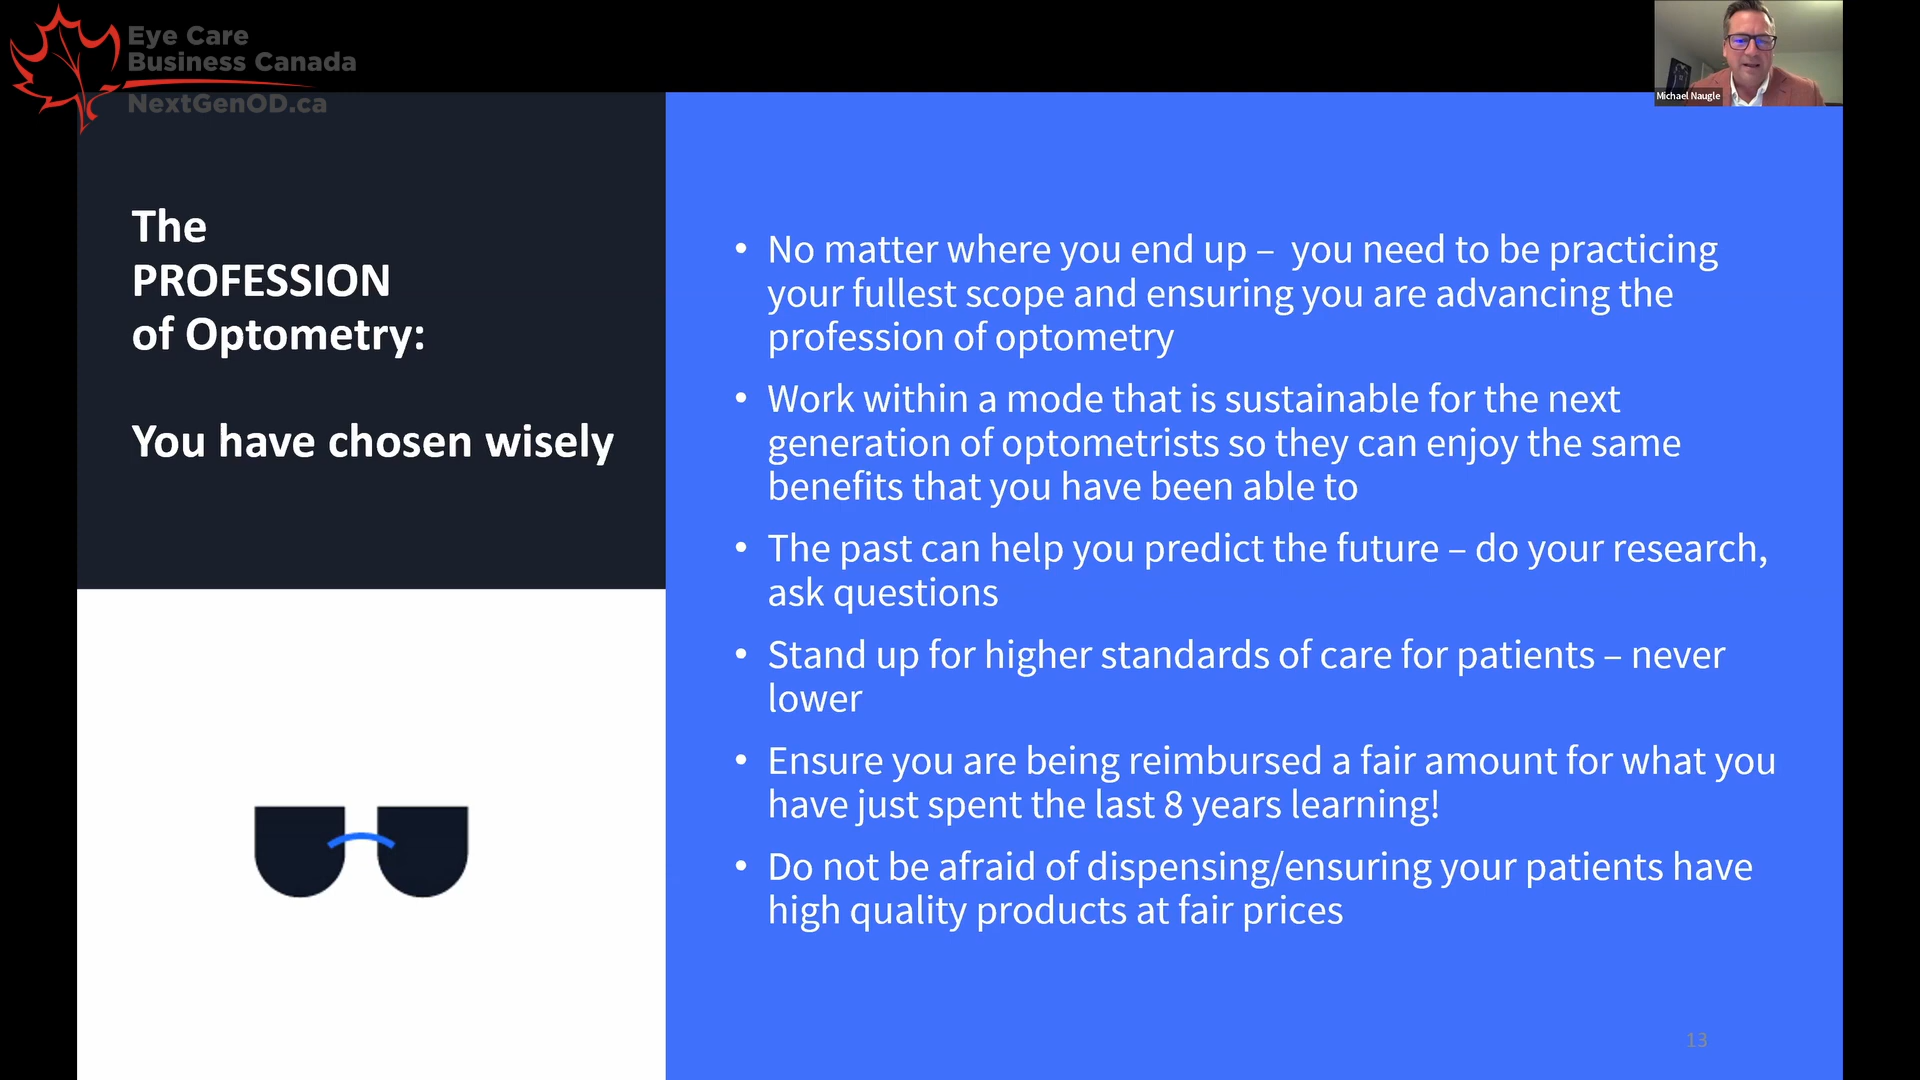 Eye Care
Business Canada
NextGenOD.ca
Michael Naugle
The
PROFESSION
of Optometry:
You have chosen wisely
• No matter where you end up –  you need to be practicing
your fullest scope and ensuring you are advancing the
profession of optometry
• Work within a mode that is sustainable for the next
generation of optometrists so they can enjoy the same
benefits that you have been able to
• The past can help you predict the future – do your research,
ask questions
• Stand up for higher standards of care for patients – never
lower
• Ensure you are being reimbursed a fair amount for what you
have just spent the last 8 years learning!
• Do not be afraid of dispensing/ensuring your patients have
high quality products at fair prices
13